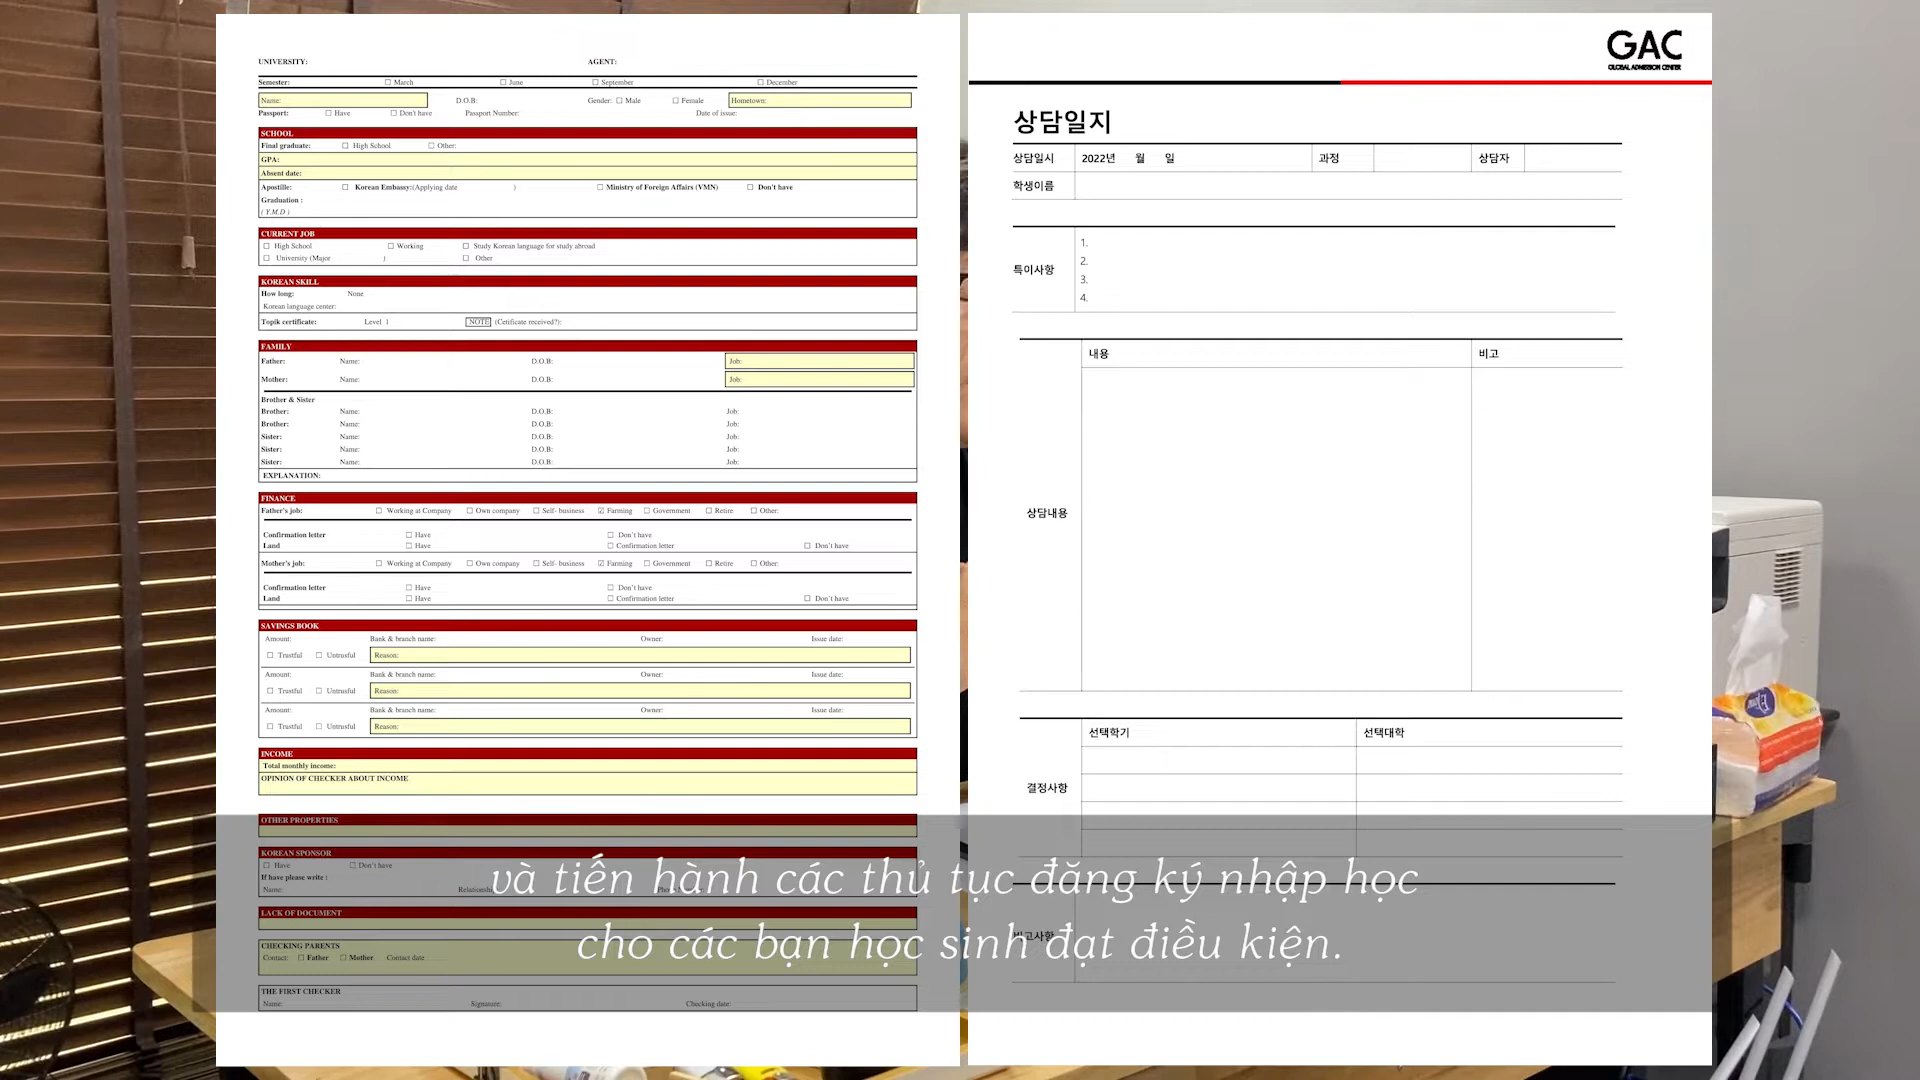 UNIVERSITY: AGENT:
Semester: ☐ March ☐ June ☐ September ☐ December
Name: D.O.B: Gender: ☐ Male ☐ Female Hometown:
Passport: ☐ Have ☐ Don't have Passport Number: Date of issue:
SCHOOL
Final graduate: ☐ High School ☐ Other:
GPA:
Absent date:
Apostille: ☐ Korean Embassy:(Applying date ) ☐ Ministry of Foreign Affairs (VMN) ☐ Don't have
Graduation :
( Y.M.D )
CURRENT JOB
☐ High School ☐ Working ☐ Study Korean language for study abroad
☐ University (Major ) ☐ Other
KOREAN SKILL
How long: None
Korean language center:
Topik certificate: Level 1 NOTE (Cetificate received?):
FAMILY
Father: Name: D.O.B: Job:
Mother: Name: D.O.B: Job:
Brother & Sister
Brother: Name: D.O.B: Job:
Brother: Name: D.O.B: Job:
Sister: Name: D.O.B: Job:
Sister: Name: D.O.B: Job:
Sister: Name: D.O.B: Job:
EXPLANATION:
FINANCE
Father's job: ☐ Working at Company ☐ Own company ☐ Self- business ☑ Farming ☐ Government ☐ Retire ☐ Other:
Confirmation letter ☐ Have ☐ Don't have
Land ☐ Have ☐ Confirmation letter ☐ Don't have
Mother's job: ☐ Working at Company ☐ Own company ☐ Self- business ☑ Farming ☐ Government ☐ Retire ☐ Other:
Confirmation letter ☐ Have ☐ Don't have
Land ☐ Have ☐ Confirmation letter ☐ Don't have
SAVINGS BOOK
Amount: Bank & branch name: Owner: Issue date:
☐ Trustful ☐ Untrusful Reason:
Amount: Bank & branch name: Owner: Issue date:
☐ Trustful ☐ Untrusful Reason:
Amount: Bank & branch name: Owner: Issue date:
☐ Trustful ☐ Untrusful Reason:
INCOME
Total monthly income:
OPINION OF CHECKER ABOUT INCOME
OTHER PROPERTIES
KOREAN SPONSOR
☐ Have ☐ Don't have
If have please write :
Name:
LACK OF DOCUMENT
CHECKING PARENTS
Contact: ☐ Father ☐ Mother Contact date
THE FIRST CHECKER
Name: Signature: Checking date:
GAC
GLOBAL ADMISSION CENTER
상담일지
상담일시 2022년 월 일 과정 상담자
학생이름
특이사항
1.
2.
3.
4.
내용 비고
상담내용
선택학기 선택대학
결정사항
비고사항
và tiến hành các thủ tục đăng ký nhập học
cho các bạn học sinh đạt điều kiện.